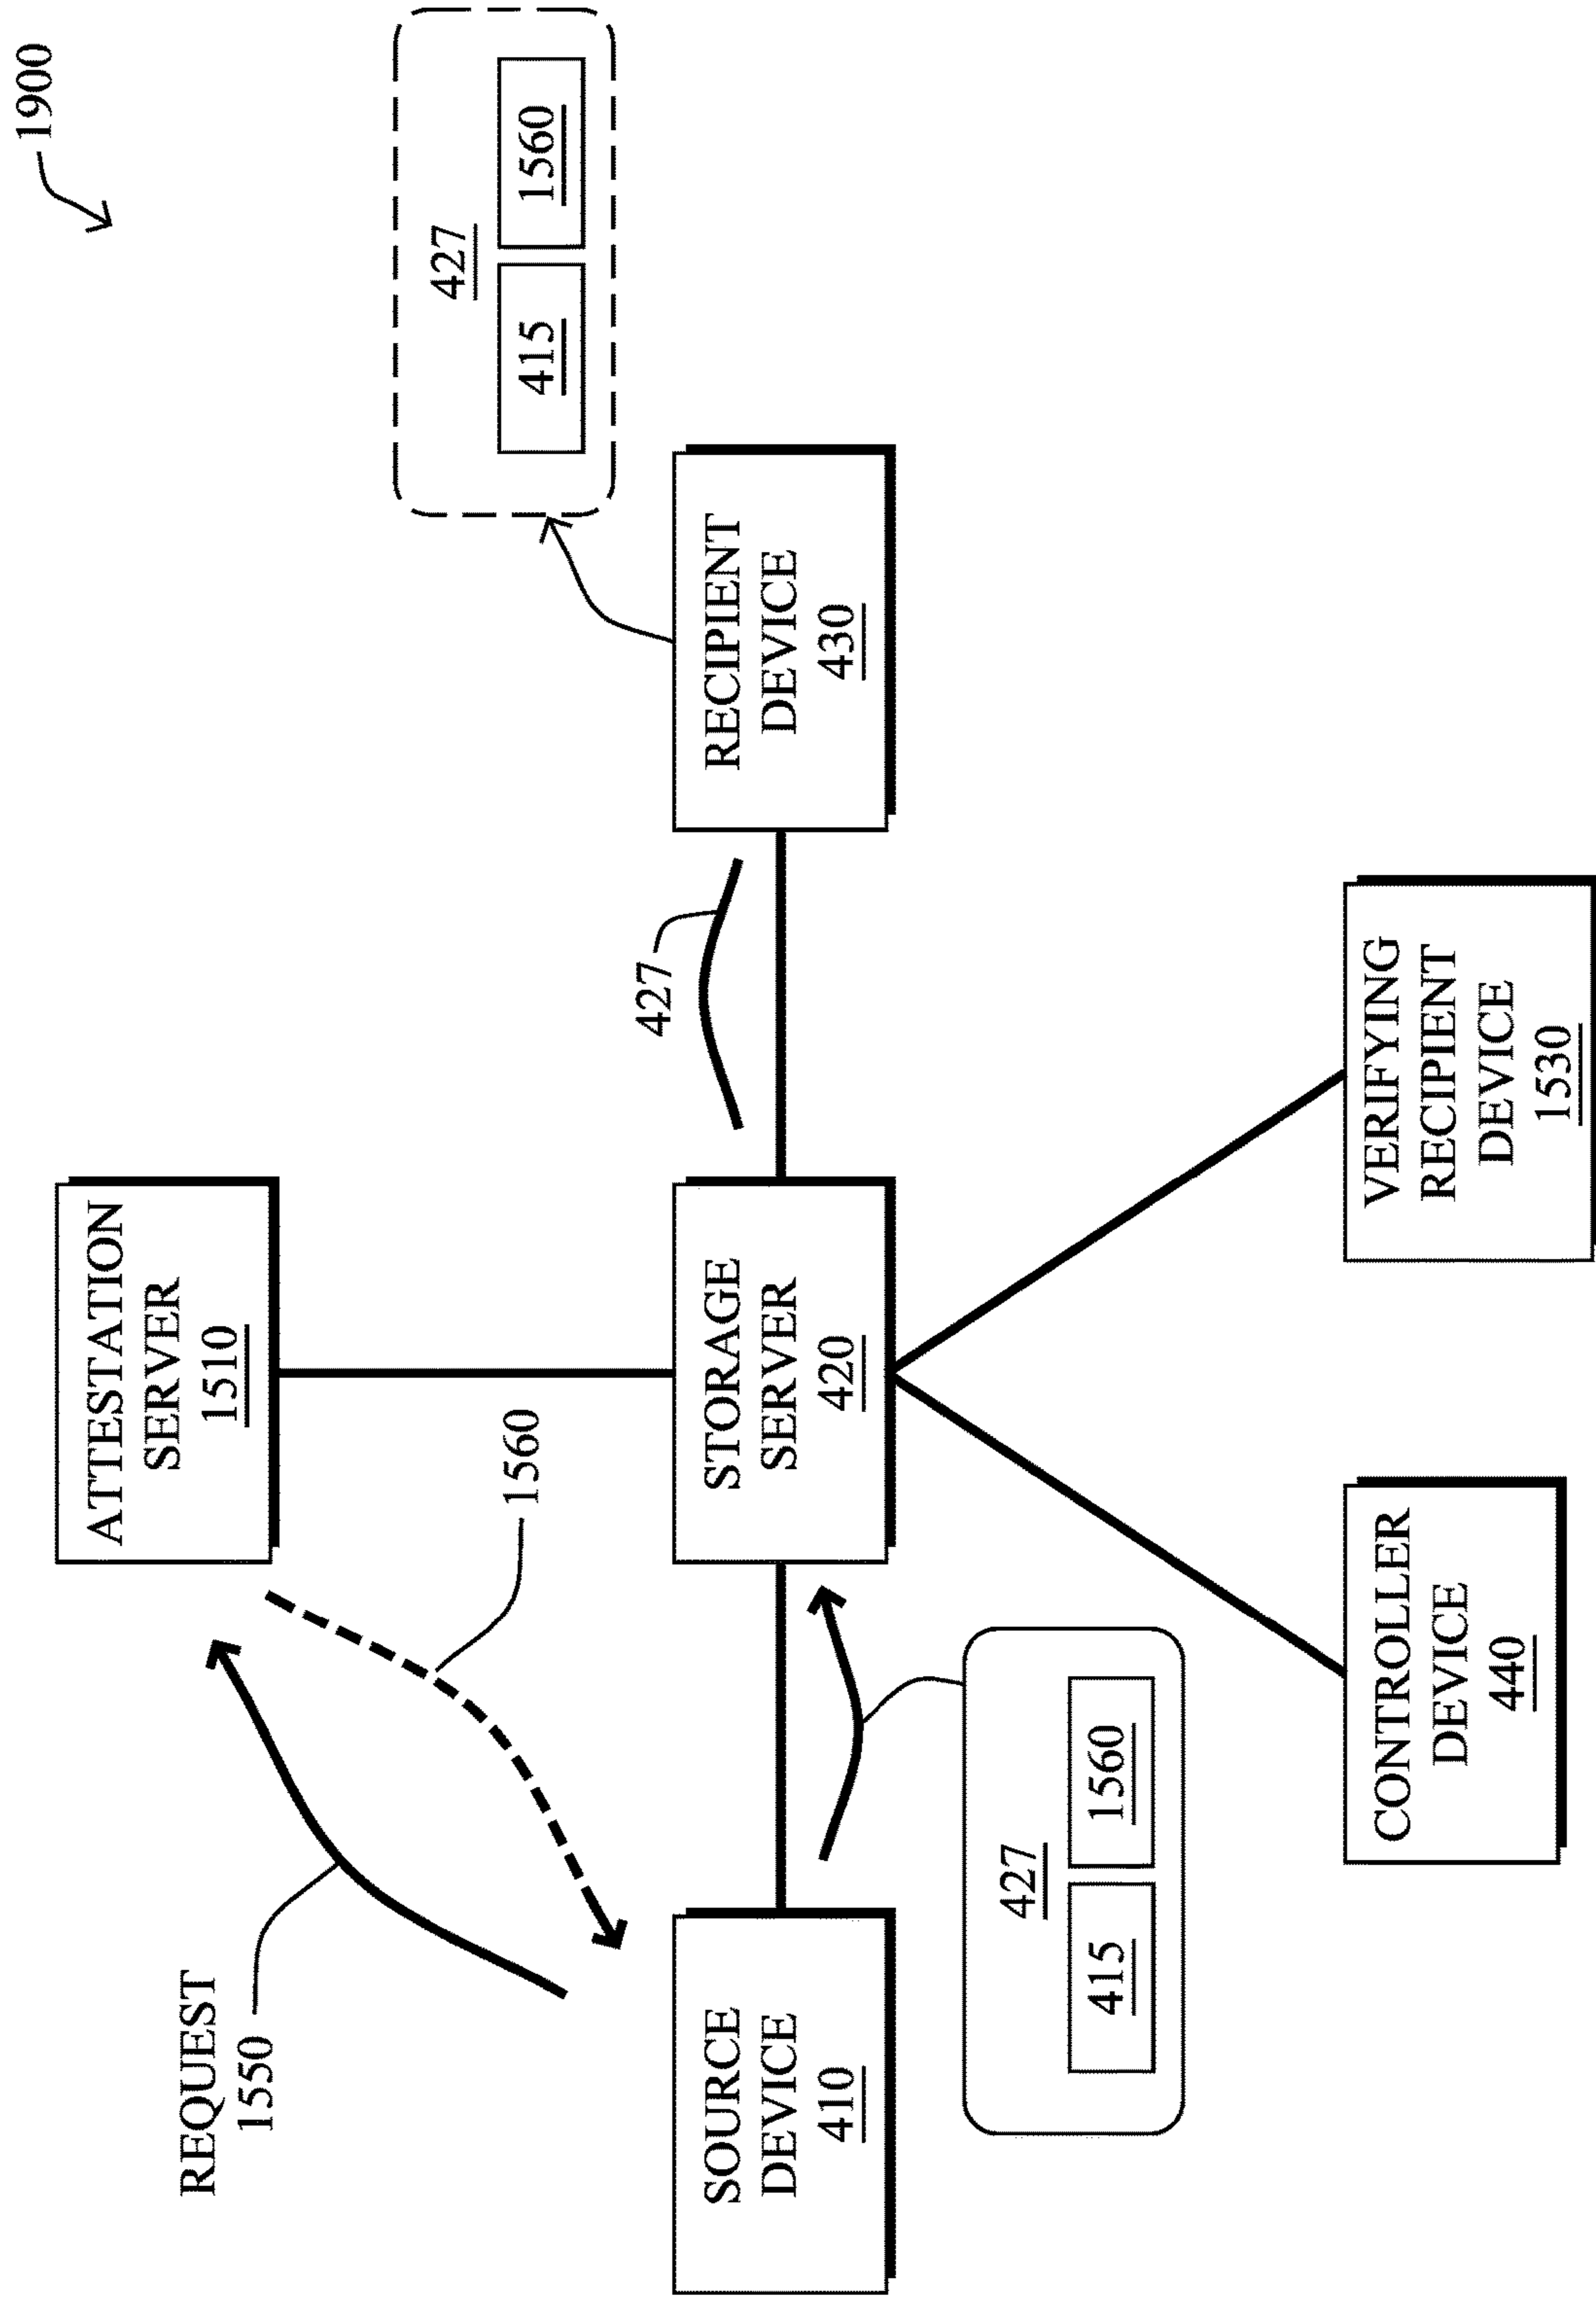 1900
ATTESTATION
SERVER
1510
REQUEST
1550
1560
427
415
1560
427
SOURCE
DEVICE
410
STORAGE
SERVER
420
RECIPIENT
DEVICE
430
427
415
1560
CONTROLLER
DEVICE
440
VERIFYING
RECIPIENT
DEVICE
1530